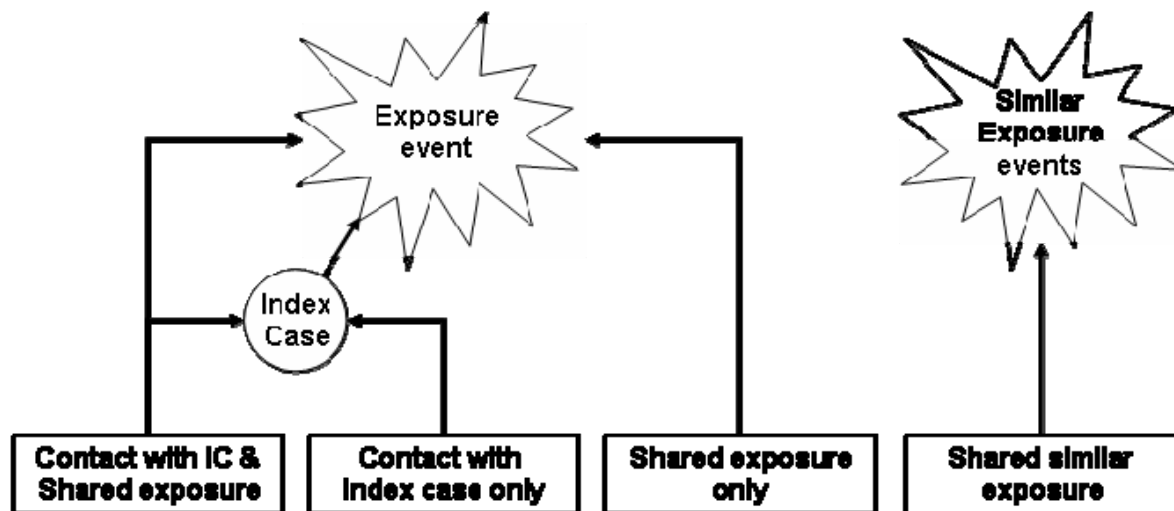 Exposure
event
Similar
Exposure
events
Index
Case
Contact with IC &
Shared exposure
Contact with
Index case only
Shared exposure
only
Shared similar
exposure